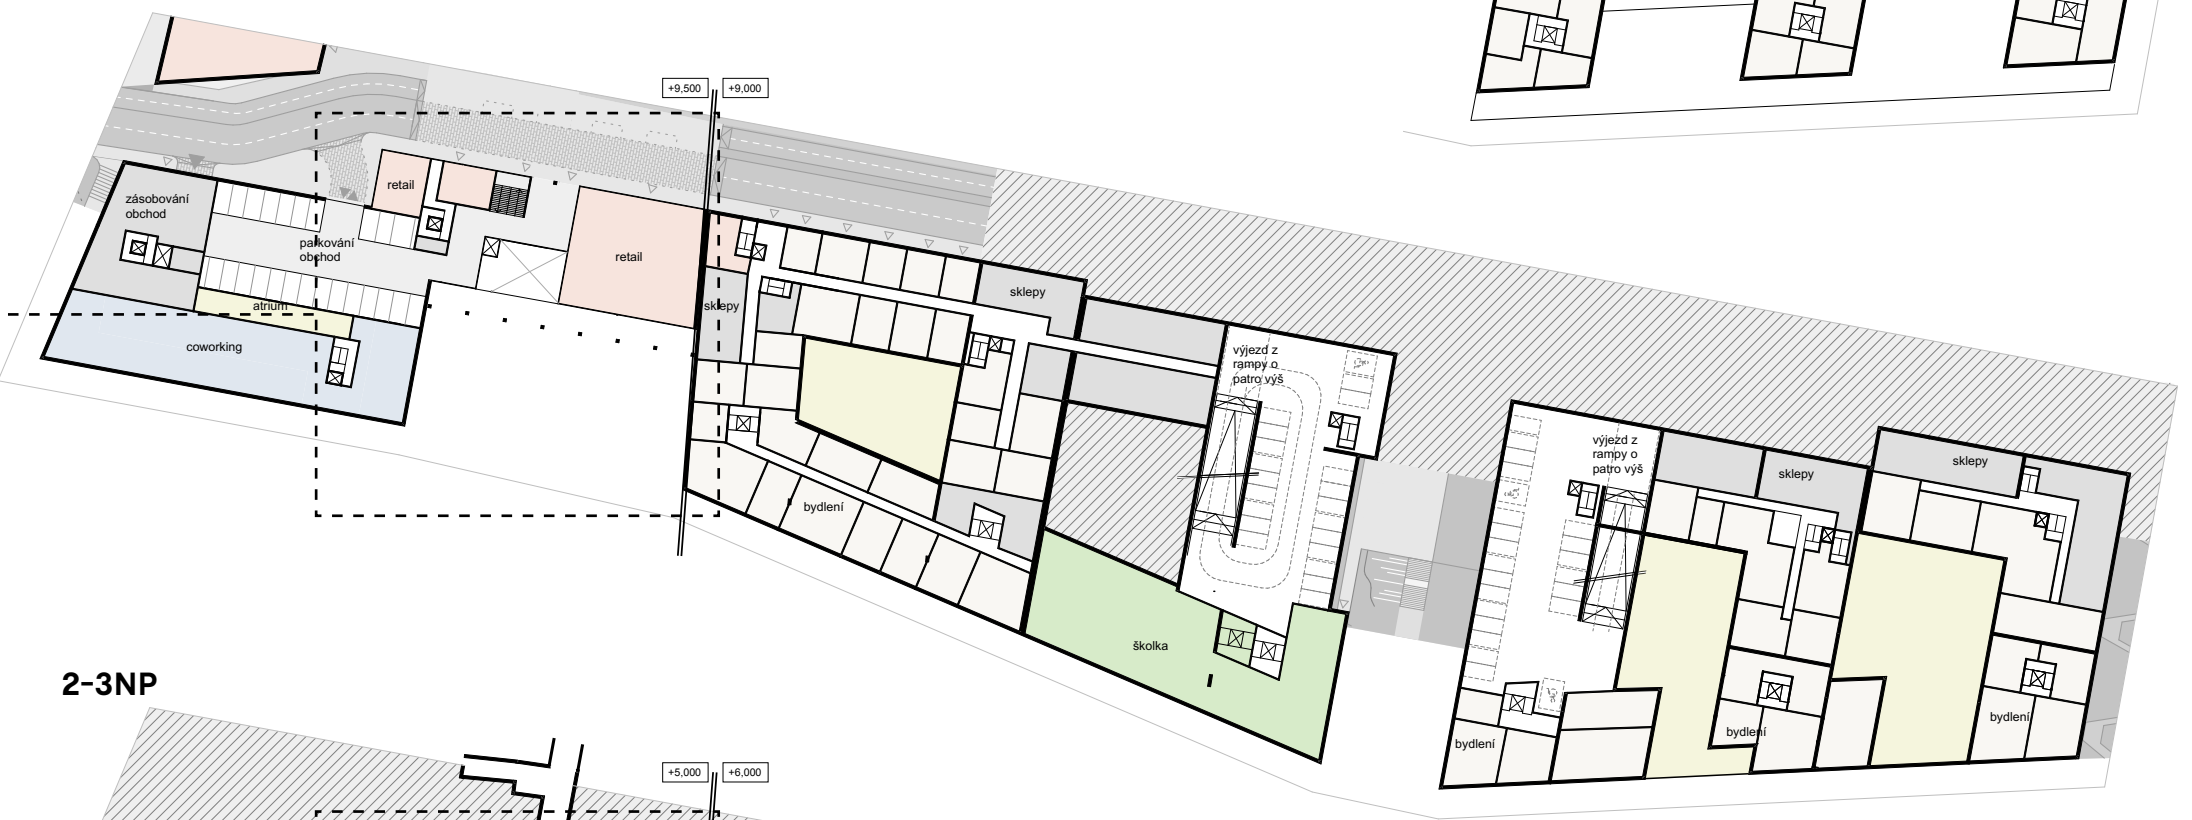 +9,500 +9,000
retail
zásobování
obchod
parkování
obchod
retail
atrium
sklepy
sklepy
coworking
výjezd z
rampy o
patro výš
bydlení
školka
výjezd z
rampy o
patro výš
sklepy
sklepy
bydlení
bydlení
bydlení
2-3NP
+5,000 +6,000